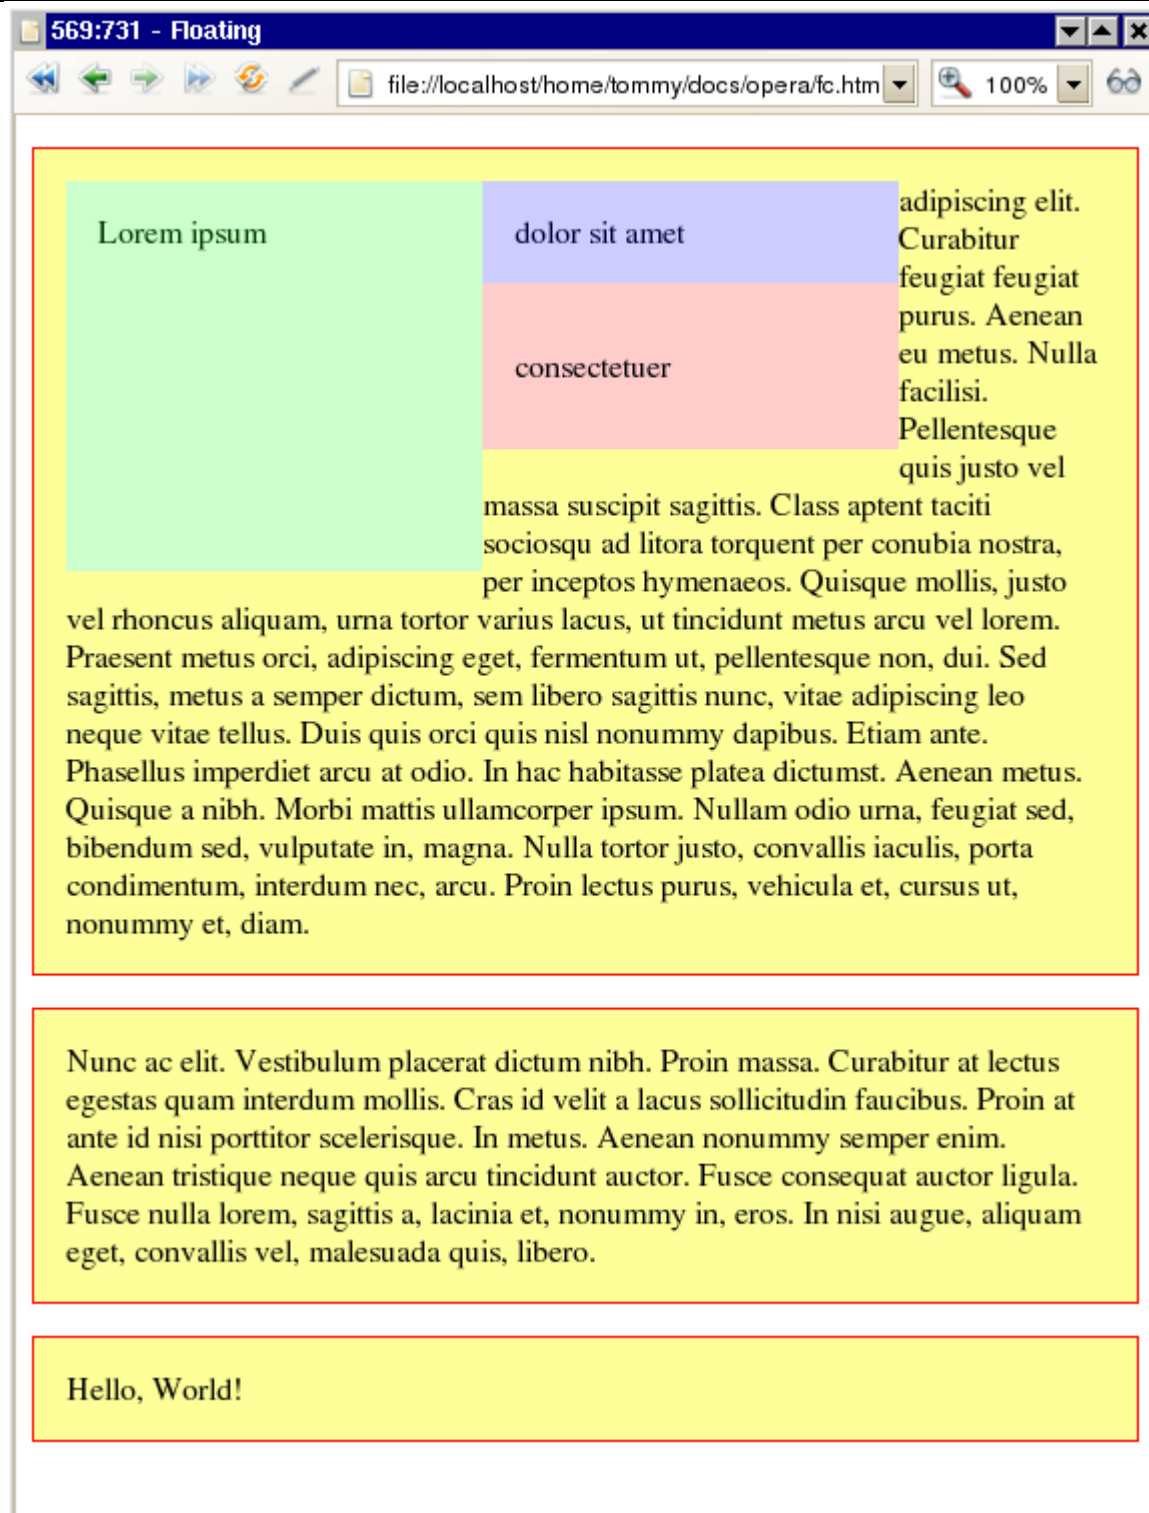 569:731 - Floating
file://localhost/home/tommy/docs/opera/fc.htm
100%
Lorem ipsum
dolor sit amet
consectetuer
adipiscing elit.
Curabitur
feugiat feugiat
purus. Aenean
eu metus. Nulla
facilisi.
Pellentesque
quis justo vel
massa suscipit sagittis. Class aptent taciti
sociosqu ad litora torquent per conubia nostra,
per inceptos hymenaeos. Quisque mollis, justo
vel rhoncus aliquam, urna tortor varius lacus, ut tincidunt metus arcu vel lorem.
Praesent metus orci, adipiscing eget, fermentum ut, pellentesque non, dui. Sed
sagittis, metus a semper dictum, sem libero sagittis nunc, vitae adipiscing leo
neque vitae tellus. Duis quis orci quis nisl nonummy dapibus. Etiam ante.
Phasellus imperdiet arcu at odio. In hac habitasse platea dictumst. Aenean metus.
Quisque a nibh. Morbi mattis ullamcorper ipsum. Nullam odio urna, feugiat sed,
bibendum sed, vulputate in, magna. Nulla tortor justo, convallis iaculis, porta
condimentum, interdum nec, arcu. Proin lectus purus, vehicula et, cursus ut,
nonummy et, diam.
Nunc ac elit. Vestibulum placerat dictum nibh. Proin massa. Curabitur at lectus
egestas quam interdum mollis. Cras id velit a lacus sollicitudin faucibus. Proin at
ante id nisi porttitor scelerisque. In metus. Aenean nonummy semper enim.
Aenean tristique neque quis arcu tincidunt auctor. Fusce consequat auctor ligula.
Fusce nulla lorem, sagittis a, lacinia et, nonummy in, eros. In nisi augue, aliquam
eget, convallis vel, malesuada quis, libero.
Hello, World!